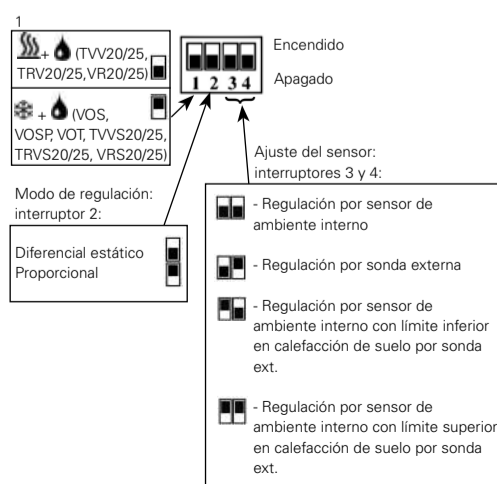 1
+ (TVV20/25,
TRV20/25,VR20/25)
+ (VOS,
VOSP, VOT, TVVS20/25,
TRVS20/25, VRS20/25)
1 2 3 4
Encendido
Apagado
Modo de regulación:
interruptor 2:
Diferencial estático
Proporcional
Ajuste del sensor:
interruptores 3 y 4:
- Regulación por sensor de
ambiente interno
- Regulación por sonda externa
- Regulación por sensor de
ambiente interno con límite inferior
en calefacción de suelo por sonda
ext.
- Regulación por sensor de
ambiente interno con límite superior
en calefacción de suelo por sonda
ext.